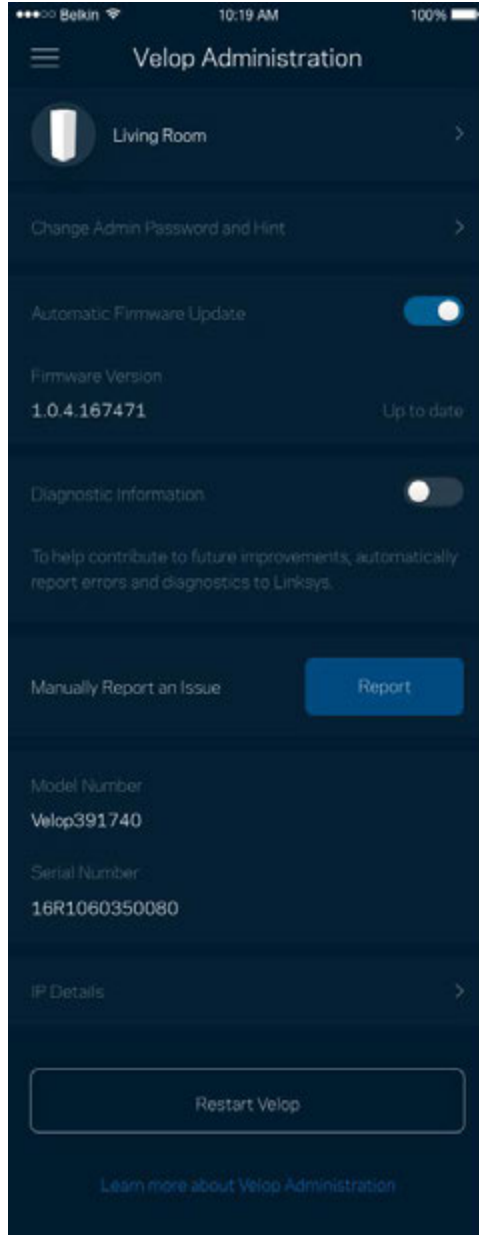 Belkin 10:19 AM 100%
Velop Administration
Living Room
Change Admin Password and Hint
Automatic Firmware Update
Firmware Version
1.0.4.167471 Up to date
Diagnostic Information
To help contribute to future improvements, automatically
report errors and diagnostics to Linksys.
Manually Report an Issue Report
Model Number
Velop391740
Serial Number
16R1060350080
IP Details
Restart Velop
Learn more about Velop Administration